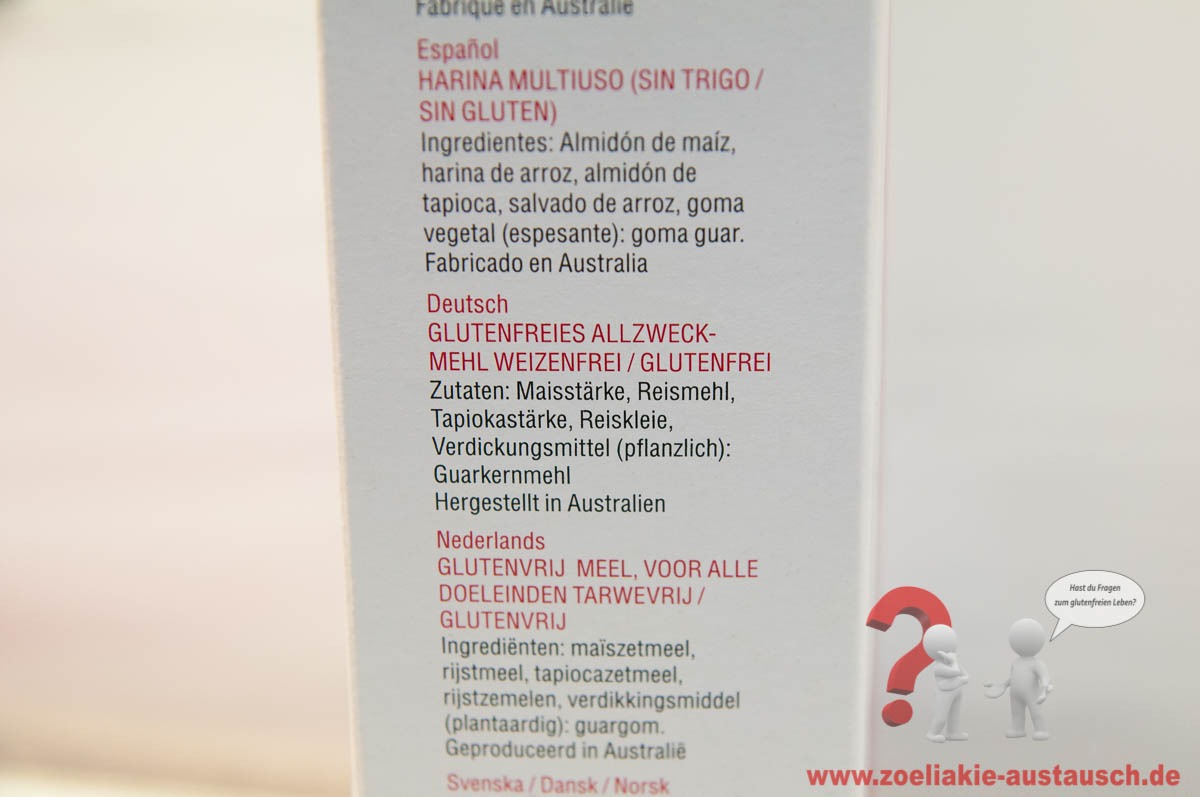 Fabriqué en Australie
Español
HARINA MULTIUSO (SIN TRIGO /
SIN GLUTEN)
Ingredientes: Almidón de maíz,
harina de arroz, almidón de
tapioca, salvado de arroz, goma
vegetal (espesante): goma guar.
Fabricado en Australia
Deutsch
GLUTENFREIES ALLZWECK-
MEHL WEIZENFREI / GLUTENFREI
Zutaten: Maisstärke, Reismehl,
Tapiokastärke, Reiskleie,
Verdickungsmittel (pflanzlich):
Guarkernmehl
Hergestellt in Australien
Nederlands
GLUTENVRIJ MEEL, VOOR ALLE
DOELEINDEN TARWEVRIJ /
GLUTENVRIJ
Ingrediënten: maïszetmeel,
rijstmeel, tapiocazetmeel,
rijstzemelen, verdikkingsmiddel
(plantaardig): guargom.
Geproduceerd in Australië
Svenska / Dansk / Norsk
Hast du Fragen
zum glutenfreien Leben?
www.zoeliakie-austausch.de